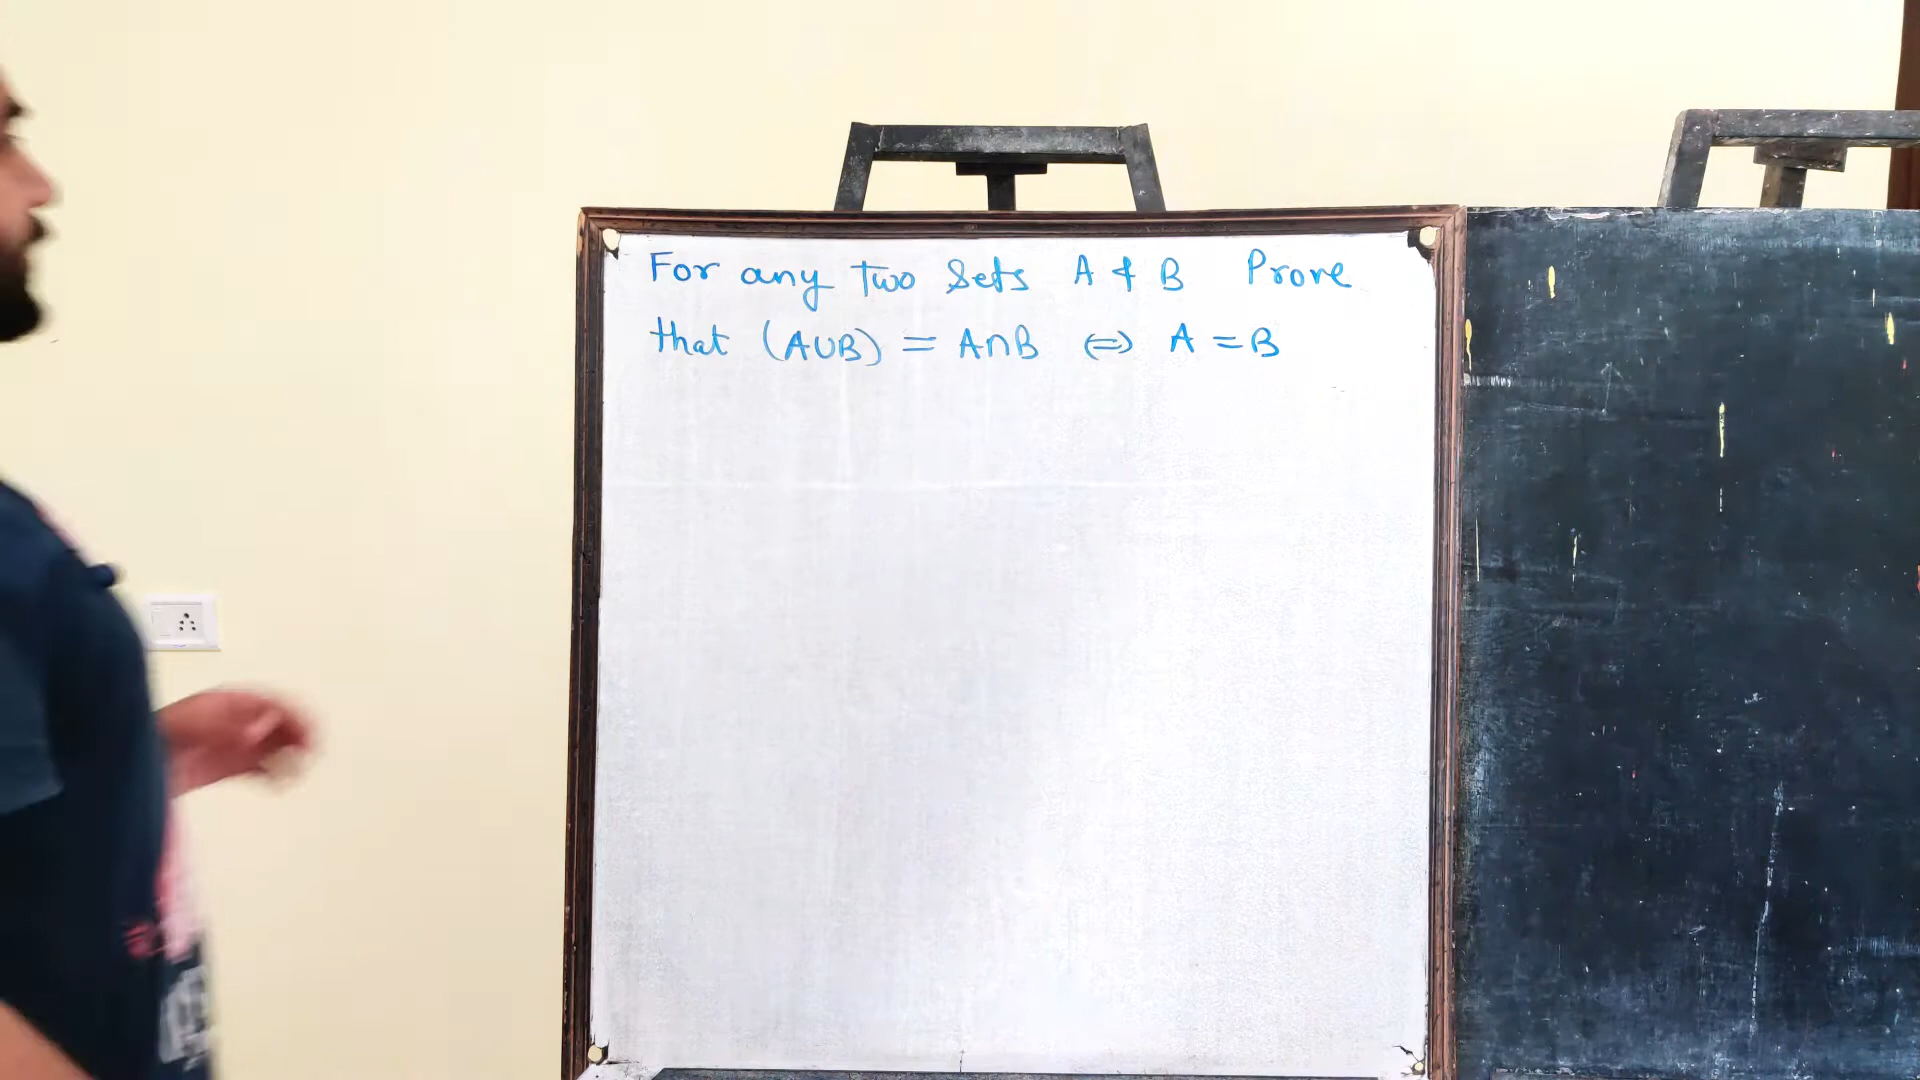 For any two sets A & B Prove
that (A∪B) = A∩B ⇔ A = B